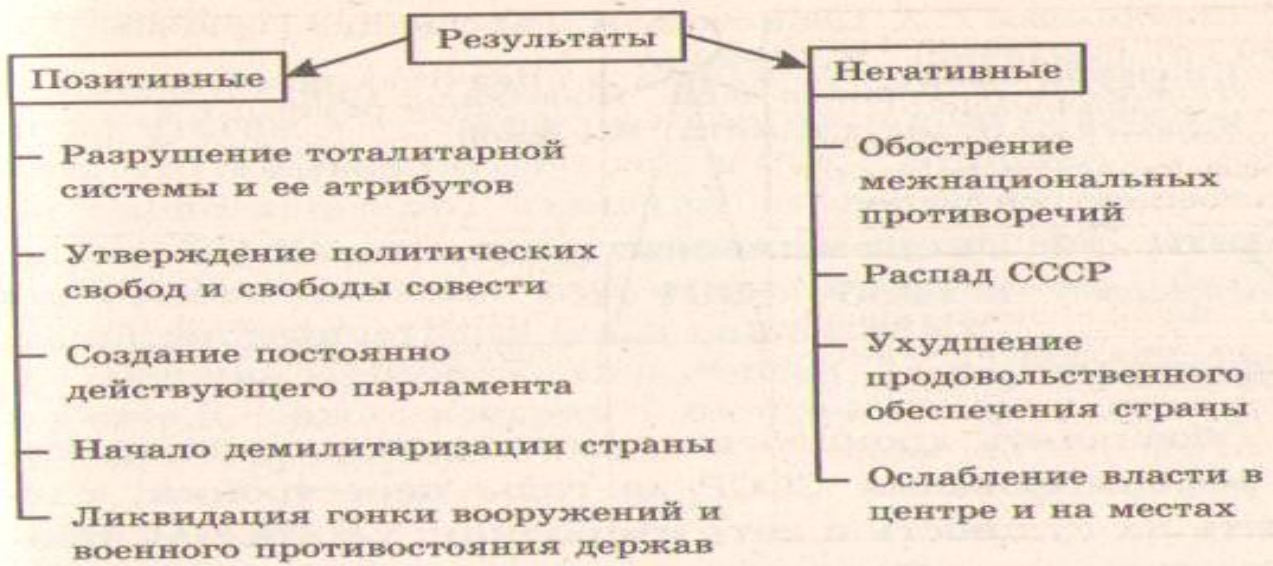 Результаты
Позитивные
Разрушение тоталитарной
системы и ее атрибутов
Утверждение политических
свобод и свободы совести
Создание постоянно
действующего парламента
Начало демилитаризации страны
Ликвидация гонки вооружений и
военного противостояния держав
Негативные
Обострение
межнациональных
противоречий
Распад СССР
Ухудшение
продовольственного
обеспечения страны
Ослабление власти в
центре и на местах